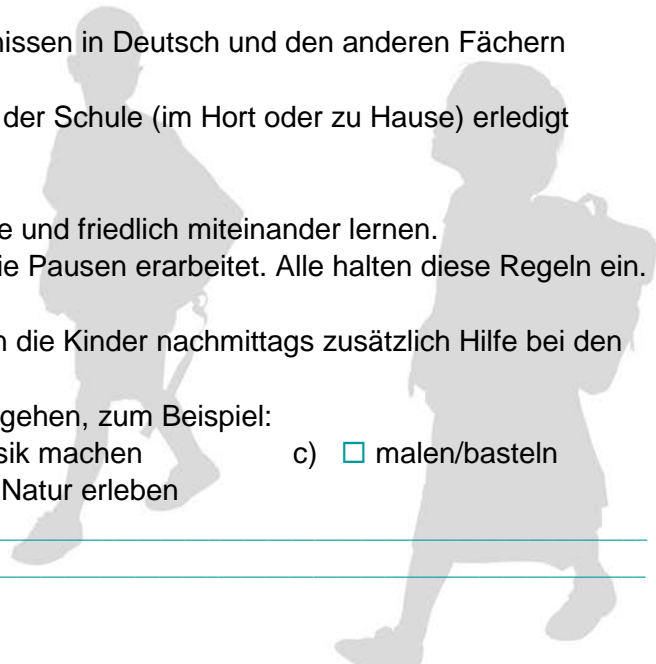 nissen in Deutsch und den anderen Fächern
der Schule (im Hort oder zu Hause) erledigt
e und friedlich miteinander lernen.
ie Pausen erarbeitet. Alle halten diese Regeln ein.
n die Kinder nachmittags zusätzlich Hilfe bei den
gehen, zum Beispiel:
sik machen c) ☐ malen/basteln
Natur erleben